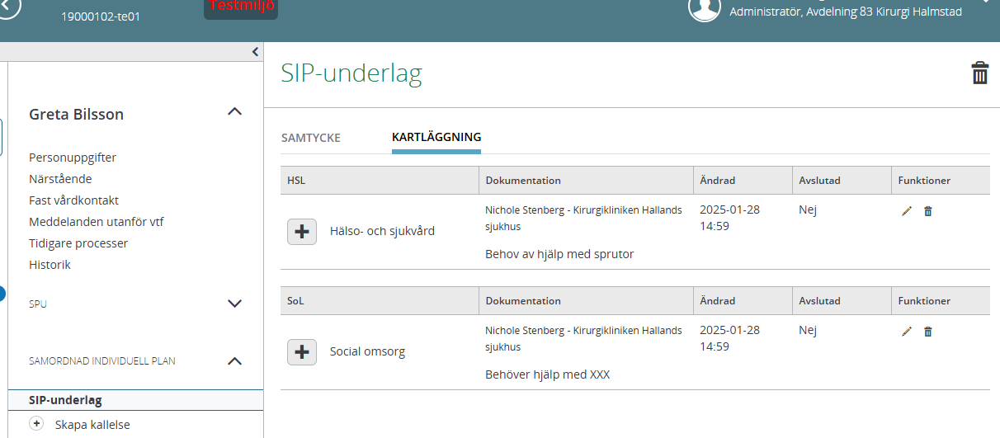 19000102-te01
Testmiljö
Administratör, Avdelning 83 Kirurgi Halmstad
Greta Bilsson
Personuppgifter
Närstående
Fast vårdkontakt
Meddelanden utanför vtf
Tidigare processer
Historik
SPU
SAMORDNAD INDIVIDUELL PLAN
SIP-underlag
Skapa kallelse
SIP-underlag
SAMTYCKE KARTLÄGGNING
HSL Dokumentation Ändrad Avslutad Funktioner
Hälso- och sjukvård
Nichole Stenberg - Kirurgikliniken Hallands
sjukhus
Behov av hjälp med sprutor
2025-01-28
14:59
Nej
SoL Dokumentation Ändrad Avslutad Funktioner
Social omsorg
Nichole Stenberg - Kirurgikliniken Hallands
sjukhus
Behöver hjälp med XXX
2025-01-28
14:59
Nej